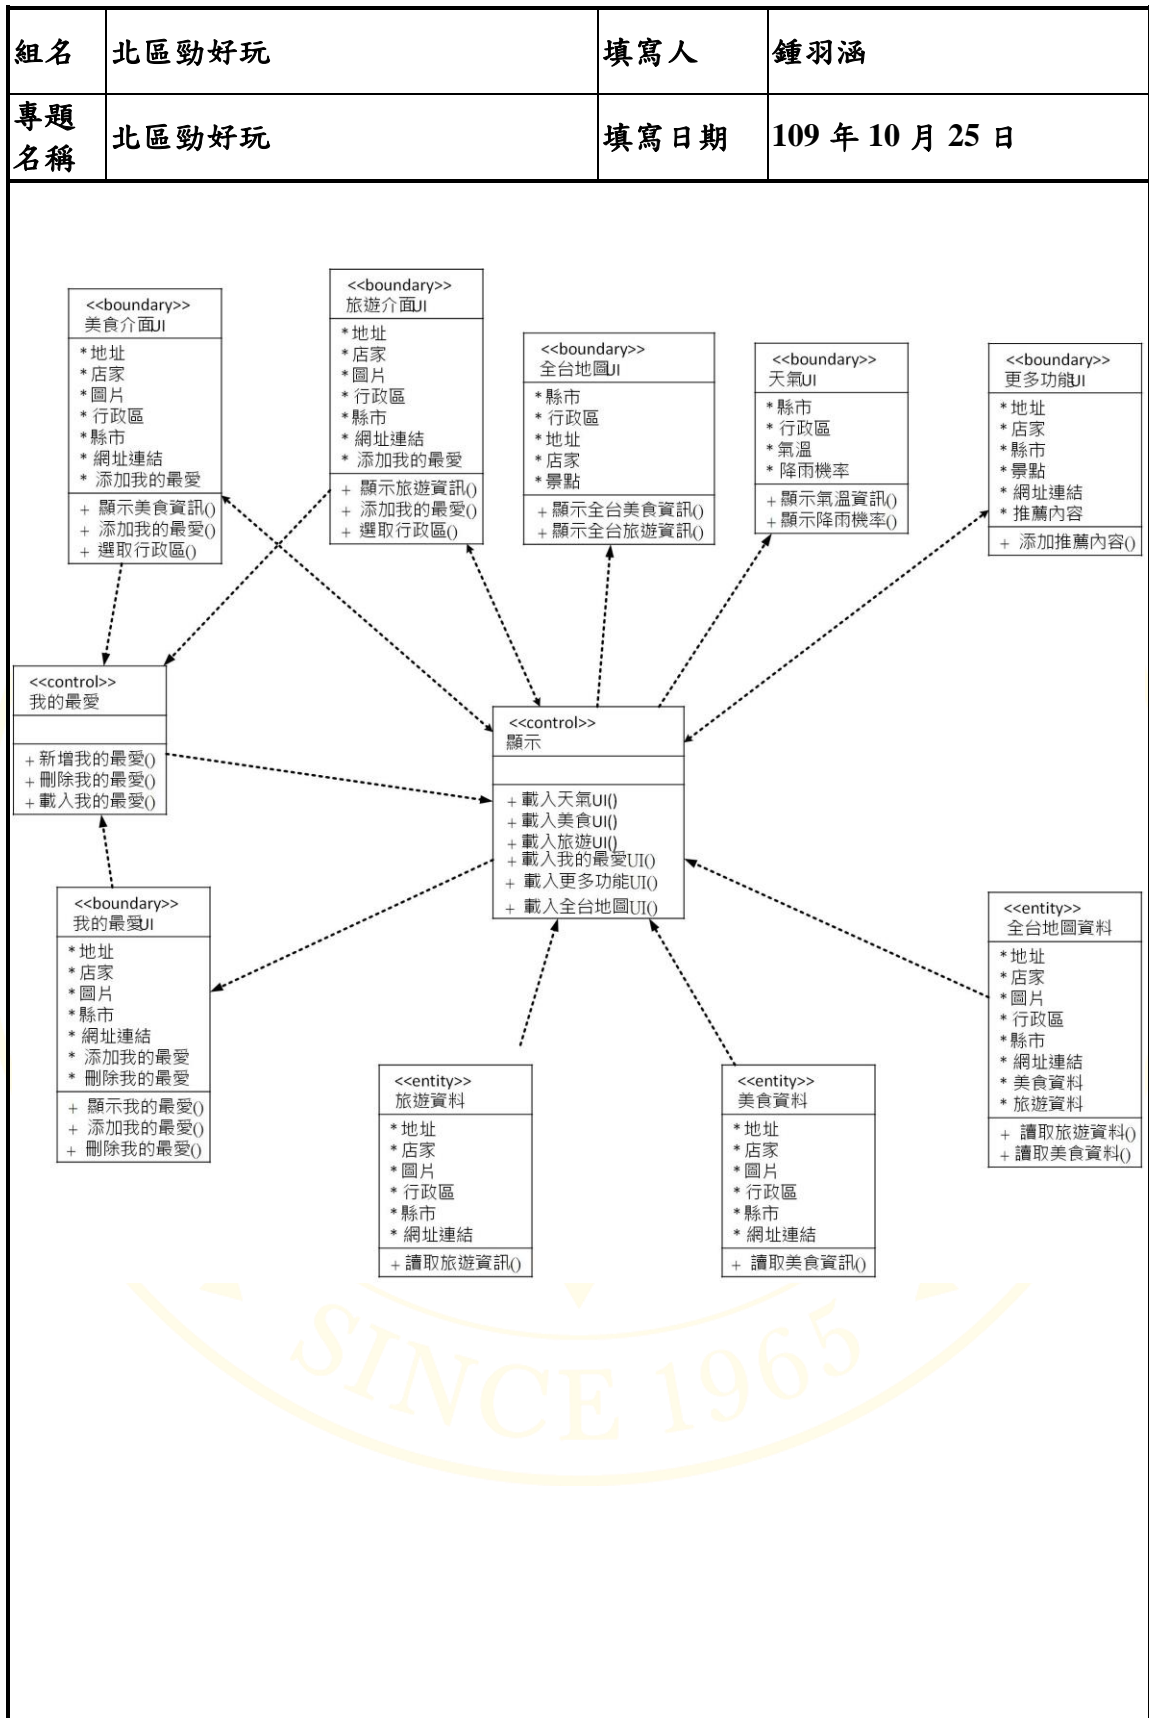 組名 北區勁好玩 填寫人 鍾羽涵
專題
名稱 北區勁好玩 填寫日期 109 年 10 月 25 日
<<boundary>>
美食介面UI
* 地址
* 店家
* 圖片
* 行政區
* 縣市
* 網址連結
* 添加我的最愛
+ 顯示美食資訊()
+ 添加我的最愛()
+ 選取行政區()
<<boundary>>
旅遊介面UI
* 地址
* 店家
* 圖片
* 行政區
* 縣市
* 網址連結
* 添加我的最愛
+ 顯示旅遊資訊()
+ 添加我的最愛()
+ 選取行政區()
<<boundary>>
全台地圖UI
* 縣市
* 行政區
* 地址
* 店家
* 景點
+ 顯示全台美食資訊()
+ 顯示全台旅遊資訊()
<<boundary>>
天氣UI
* 縣市
* 行政區
* 氣溫
* 降雨機率
+ 顯示氣溫資訊()
+ 顯示降雨機率()
<<boundary>>
更多功能UI
* 地址
* 店家
* 縣市
* 景點
* 網址連結
* 推薦內容
+ 添加推薦內容()
<<control>>
我的最愛
+ 新增我的最愛()
+ 刪除我的最愛()
+ 載入我的最愛()
<<control>>
顯示
+ 載入天氣UI()
+ 載入美食UI()
+ 載入旅遊UI()
+ 載入我的最愛UI()
+ 載入更多功能UI()
+ 載入全台地圖UI()
<<boundary>>
我的最愛UI
* 地址
* 店家
* 圖片
* 縣市
* 網址連結
* 添加我的最愛
* 刪除我的最愛
+ 顯示我的最愛()
+ 添加我的最愛()
+ 刪除我的最愛()
<<entity>>
全台地圖資料
* 地址
* 店家
* 圖片
* 行政區
* 縣市
* 網址連結
* 美食資料
* 旅遊資料
+ 讀取旅遊資料()
+ 讀取美食資料()
<<entity>>
旅遊資料
* 地址
* 店家
* 圖片
* 行政區
* 縣市
* 網址連結
+ 讀取旅遊資訊()
<<entity>>
美食資料
* 地址
* 店家
* 圖片
* 行政區
* 縣市
* 網址連結
+ 讀取美食資訊()
SINCE 1965